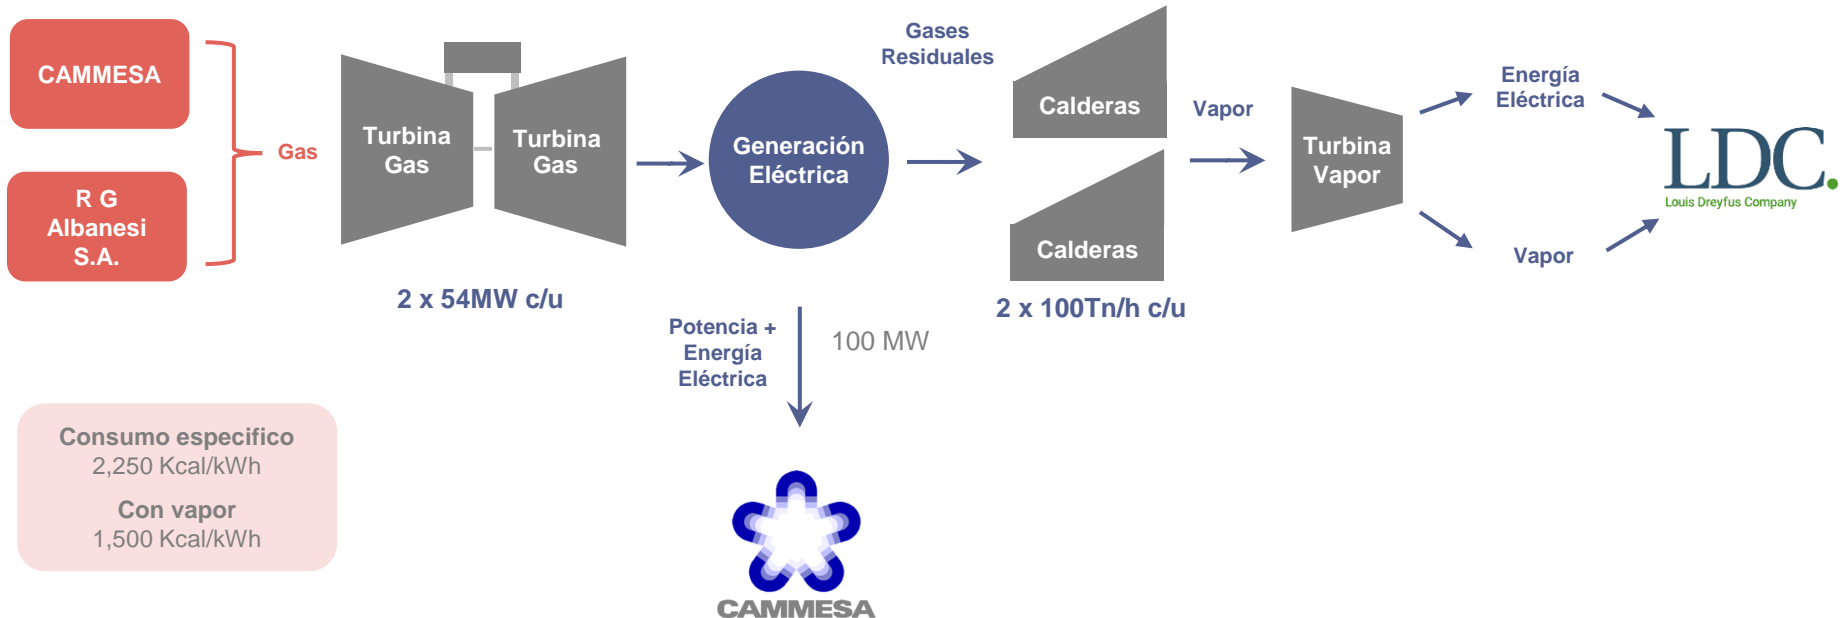 CAMMESA
R G
Albanesi
S.A.
Gas
Turbina
Gas
Turbina
Gas
2 x 54MW c/u
Generación
Eléctrica
Potencia +
Energía
Eléctrica
100 MW
CAMMESA
Gases
Residuales
Calderas
Calderas
2 x 100Tn/h c/u
Vapor
Turbina
Vapor
Energía
Eléctrica
Vapor
LDC.
Louis Dreyfus Company
Consumo especifico
2,250 Kcal/kWh
Con vapor
1,500 Kcal/kWh